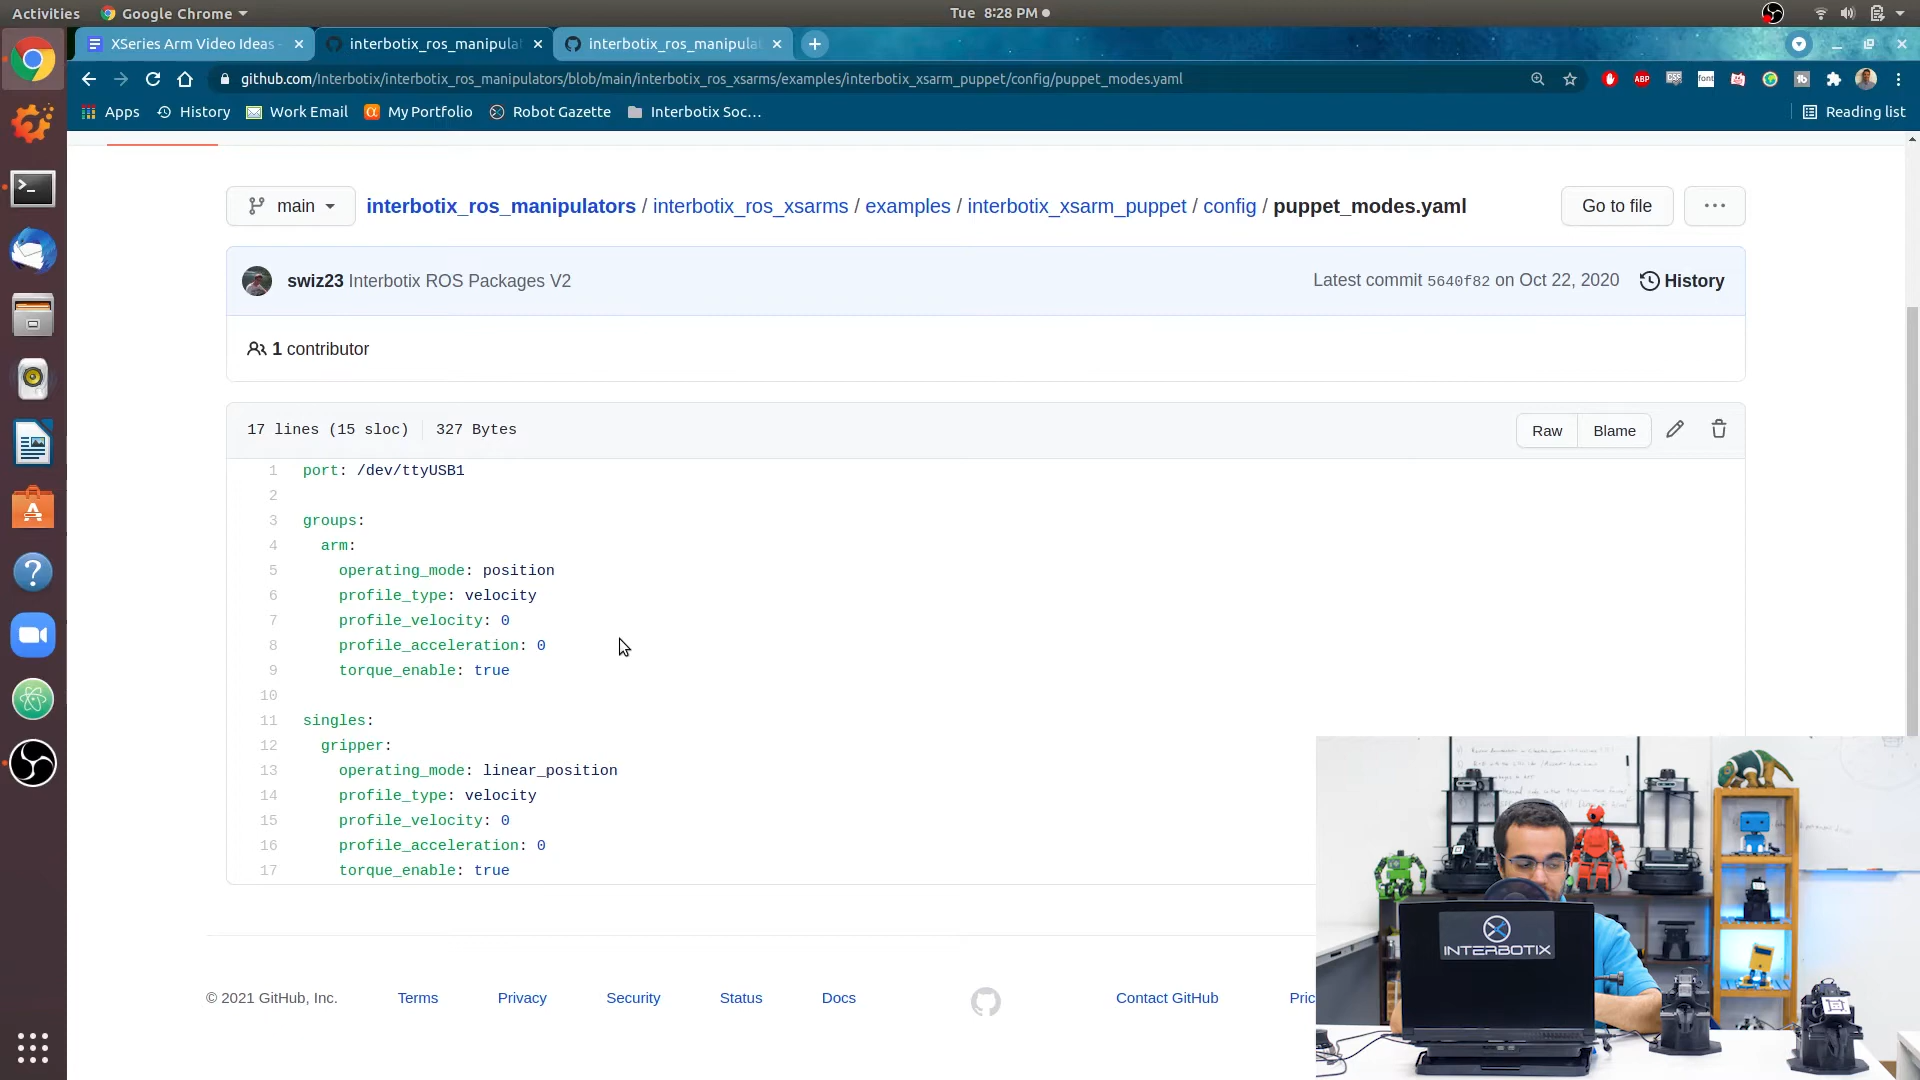 Activities Google Chrome Tue 8:28 PM
XSeries Arm Video Ideas - interbotix_ros_manipulat interbotix_ros_manipulat
github.com/Interbotix/interbotix_ros_manipulators/blob/main/interbotix_ros_xsarms/examples/interbotix_xsarm_puppet/config/puppet_modes.yaml
Apps History Work Email My Portfolio Robot Gazette Interbotix Soc… Reading list
main interbotix_ros_manipulators / interbotix_ros_xsarms / examples / interbotix_xsarm_puppet / config / puppet_modes.yaml Go to file ...
swiz23 Interbotix ROS Packages V2 Latest commit 5640f82 on Oct 22, 2020 History
1 contributor
17 lines (15 sloc) 327 Bytes Raw Blame
1 port: /dev/ttyUSB1
2
3 groups:
4 arm:
5 operating_mode: position
6 profile_type: velocity
7 profile_velocity: 0
8 profile_acceleration: 0
9 torque_enable: true
10
11 singles:
12 gripper:
13 operating_mode: linear_position
14 profile_type: velocity
15 profile_velocity: 0
16 profile_acceleration: 0
17 torque_enable: true
INTERBOTIX
© 2021 GitHub, Inc. Terms Privacy Security Status Docs Contact GitHub Pric